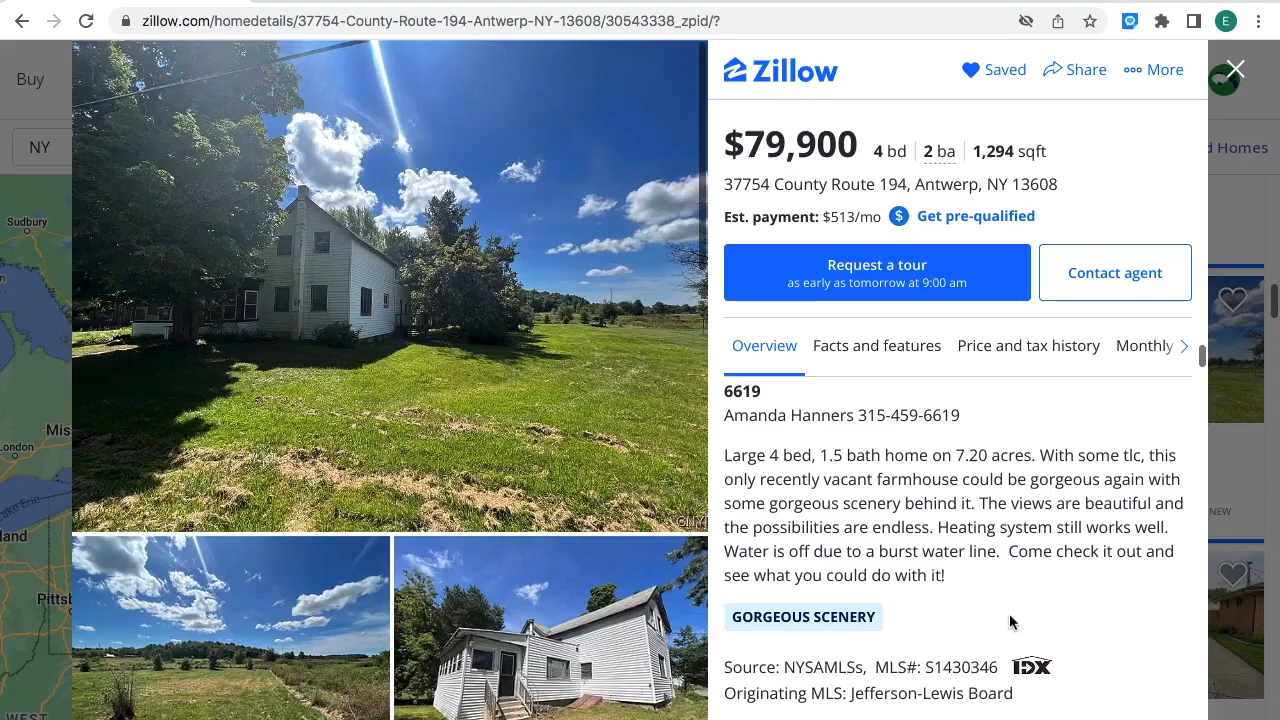 zillow.com/homedetails/37754-County-Route-194-Antwerp-NY-13608/30543338_zpid/?
E
Buy
NY
d Homes
Zillow
Saved
Share
More
$79,900 4 bd 2 ba 1,294 sqft
37754 County Route 194, Antwerp, NY 13608
Est. payment: $513/mo $ Get pre-qualified
Request a tour
as early as tomorrow at 9:00 am
Contact agent
Overview Facts and features Price and tax history Monthly
6619
Amanda Hanners 315-459-6619
Large 4 bed, 1.5 bath home on 7.20 acres. With some tlc, this
only recently vacant farmhouse could be gorgeous again with
some gorgeous scenery behind it. The views are beautiful and
the possibilities are endless. Heating system still works well.
Water is off due to a burst water line. Come check it out and
see what you could do with it!
GORGEOUS SCENERY
Source: NYSAMLSs, MLS#: S1430346 IDX
Originating MLS: Jefferson-Lewis Board
Sudbury
n
London
Mis
Lake Erie
land
Pittsb
WEST
NEW